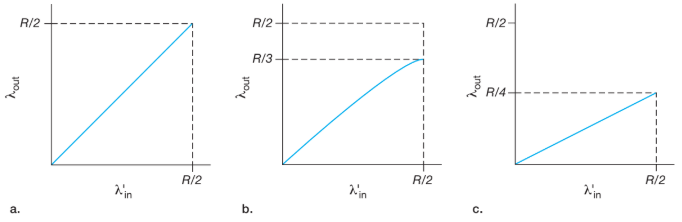 R/2
λout
R/2
λ'in
a.
R/2
R/3
λout
R/2
λ'in
b.
R/2
R/4
λout
R/2
λ'in
c.